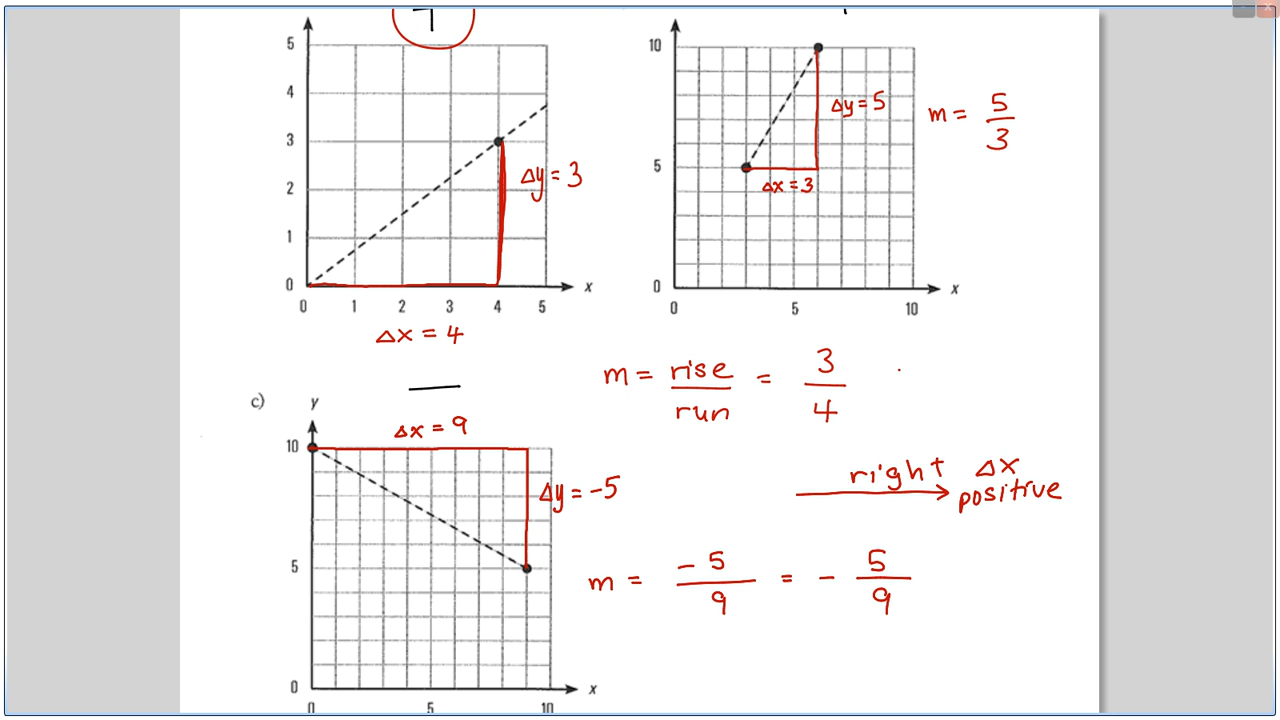 5
4
3
2
1
0
0 1 2 3 4 5
x
Δy = 3
Δx = 4
10
5
0
0 5 10
x
Δy = 5
Δx = 3
m = 5/3
m = rise/run = 3/4
c)
y
Δx = 9
10
5
0
0 5 10
x
Δy = -5
right Δx
positive
m = -5/9 = - 5/9